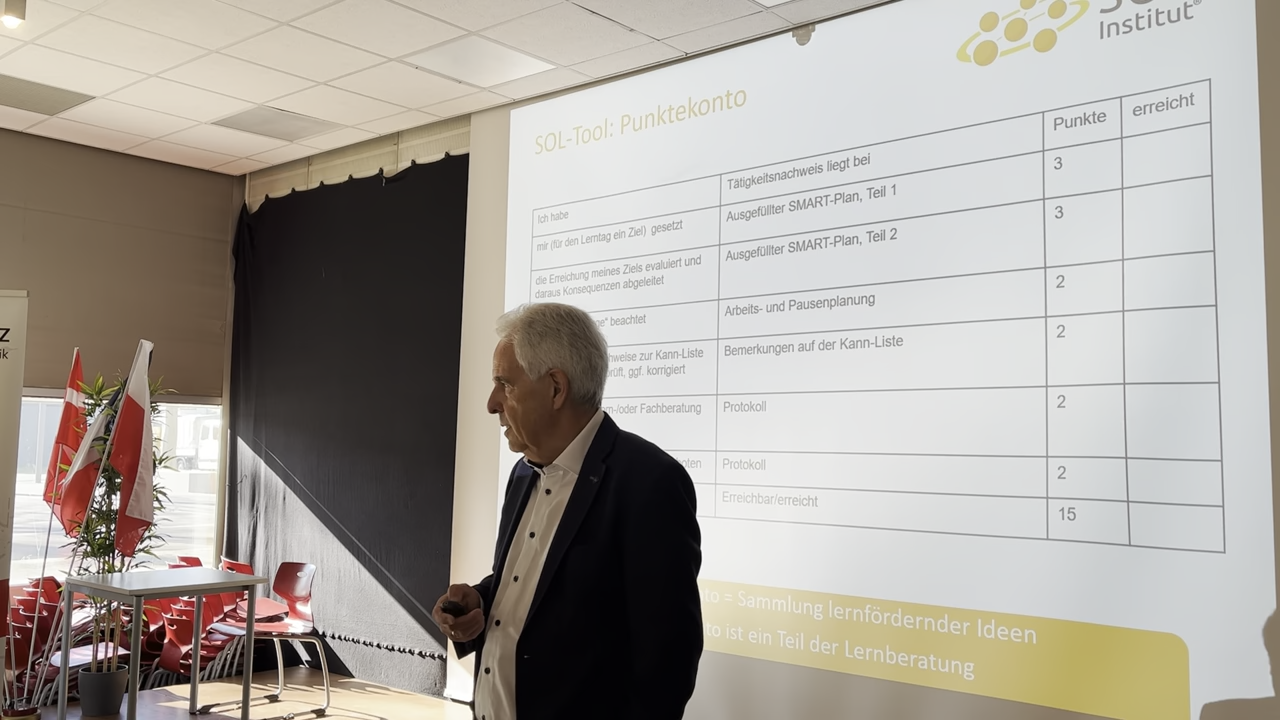 Institut®
SOL-Tool: Punktekonto
Punkte
erreicht
Ich habe
Tätigkeitsnachweis liegt bei
3
mir (für den Lerntag ein Ziel) gesetzt
Ausgefüllter SMART-Plan, Teil 1
3
die Erreichung meines Ziels evaluiert und
daraus Konsequenzen abgeleitet
Ausgefüllter SMART-Plan, Teil 2
2
beachtet
Arbeits- und Pausenplanung
2
zur Kann-Liste
ggf. korrigiert
Bemerkungen auf der Kann-Liste
2
Fachberatung
Protokoll
2
Protokoll
Erreichbar/erreicht
15
= Sammlung lernfördernder Ideen
ist ein Teil der Lernberatung
Z
ik